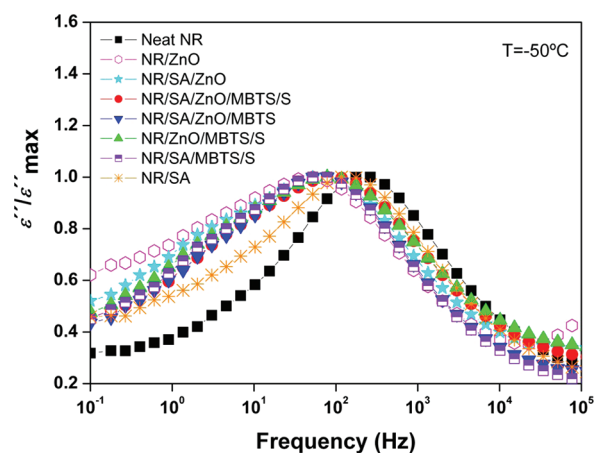 1.6
1.4
1.2
1.0
0.8
0.6
0.4
0.2
ε´´/ε´´max
Neat NR
NR/ZnO
NR/SA/ZnO
NR/SA/ZnO/MBTS/S
NR/SA/ZnO/MBTS
NR/ZnO/MBTS/S
NR/SA/MBTS/S
NR/SA
T=-50ºC
10⁻¹ 10⁰ 10¹ 10² 10³ 10⁴ 10⁵
Frequency (Hz)